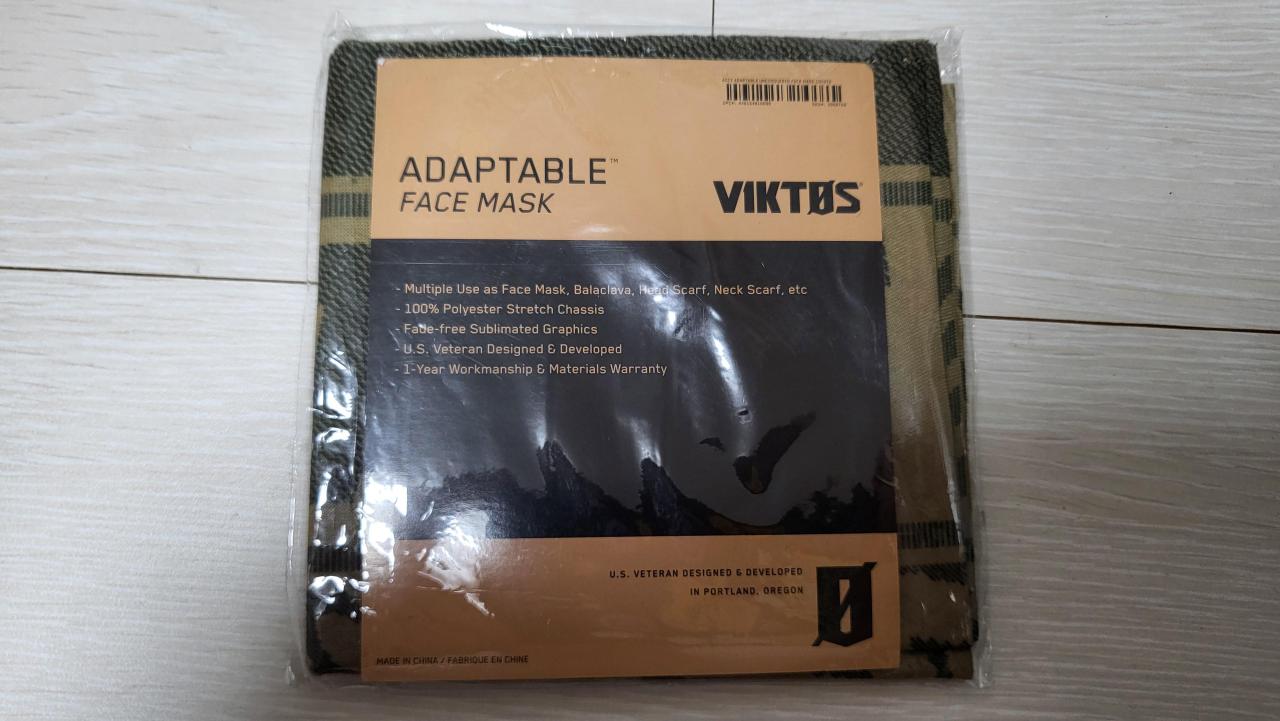 ADAPTABLE™
FACE MASK
VIKTØS®
- Multiple Use as Face Mask, Balaclava, Head Scarf, Neck Scarf, etc
- 100% Polyester Stretch Chassis
- Fade-free Sublimated Graphics
- U.S. Veteran Designed & Developed
- 1-Year Workmanship & Materials Warranty
U.S. VETERAN DESIGNED & DEVELOPED
IN PORTLAND, OREGON
Ø
MADE IN CHINA / FABRIQUE EN CHINE